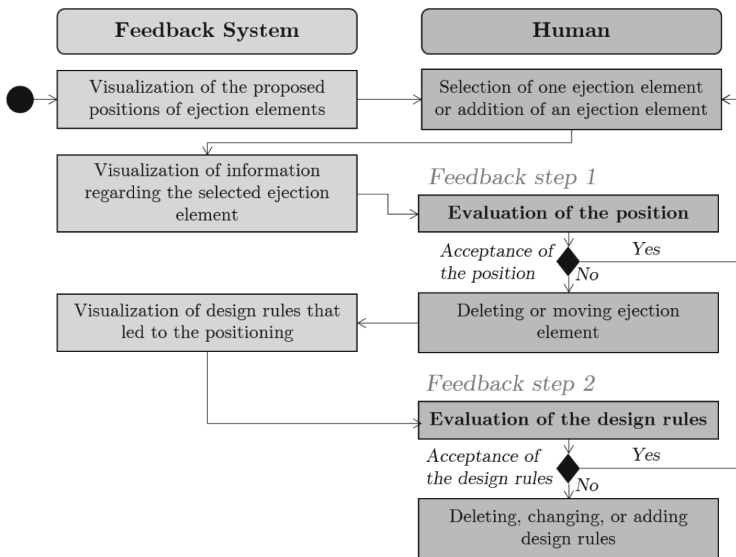 Feedback System
Human
Visualization of the proposed
positions of ejection elements
Selection of one ejection element
or addition of an ejection element
Visualization of information
regarding the selected ejection
element
Feedback step 1
Evaluation of the position
Acceptance of
the position
Yes
No
Visualization of design rules that
led to the positioning
Deleting or moving ejection
element
Feedback step 2
Evaluation of the design rules
Acceptance of
the design rules
Yes
No
Deleting, changing, or adding
design rules